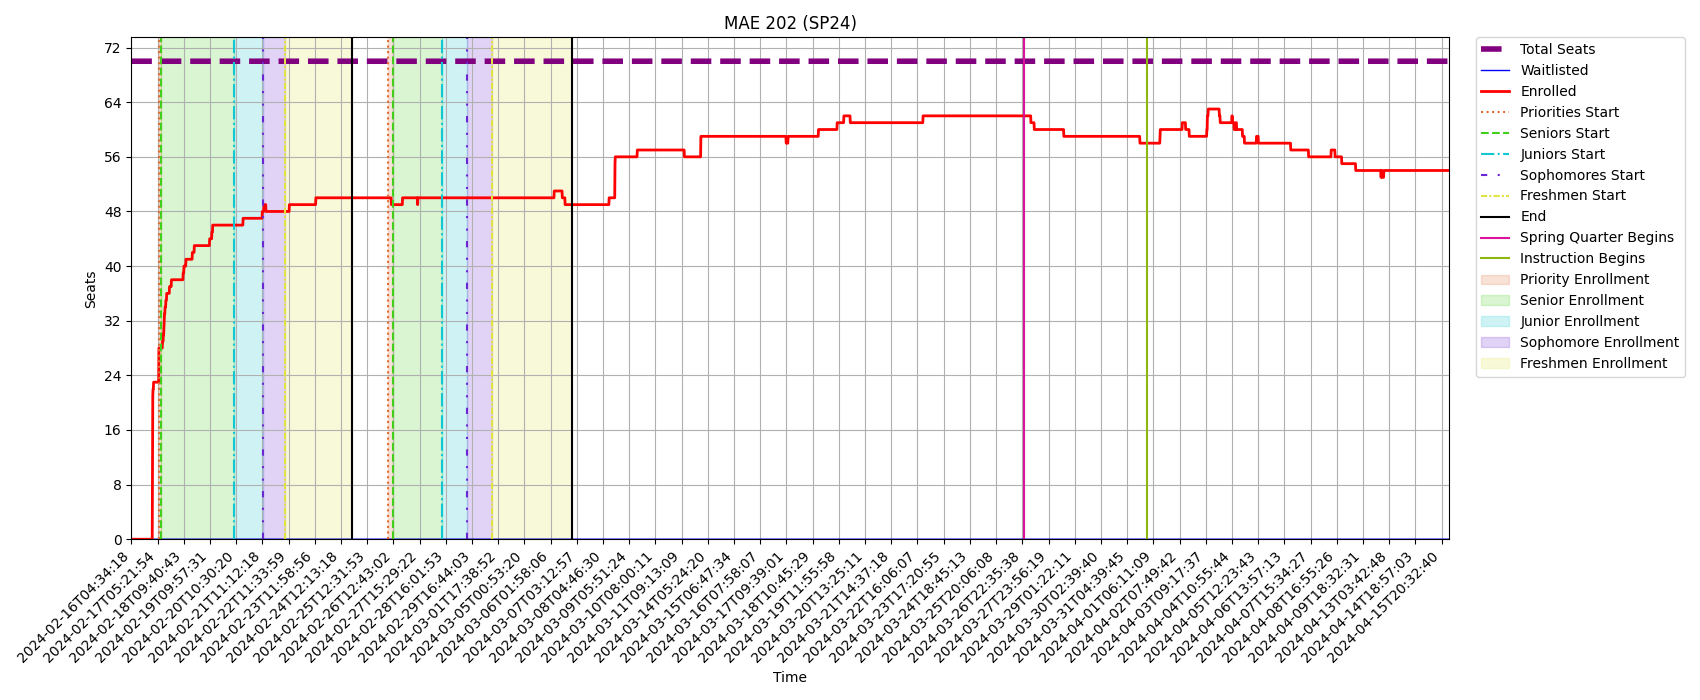 MAE 202 (SP24)
72
64
56
48
40
32
24
16
8
0
Seats
2024-02-16T04:34:18
2024-02-17T05:21:54
2024-02-18T09:40:43
2024-02-19T09:57:31
2024-02-20T10:30:20
2024-02-21T11:12:18
2024-02-22T11:33:59
2024-02-23T11:58:56
2024-02-24T12:13:18
2024-02-25T12:31:53
2024-02-26T12:43:02
2024-02-27T15:29:22
2024-02-28T16:01:53
2024-02-29T16:44:03
2024-03-01T17:38:52
2024-03-05T00:53:20
2024-03-06T01:58:06
2024-03-07T03:12:57
2024-03-08T04:46:30
2024-03-09T05:51:24
2024-03-10T08:00:11
2024-03-11T09:13:09
2024-03-14T05:24:20
2024-03-15T06:47:34
2024-03-16T07:58:07
2024-03-17T09:39:01
2024-03-18T10:45:29
2024-03-19T11:55:58
2024-03-20T13:25:11
2024-03-21T14:37:18
2024-03-22T16:06:07
2024-03-23T17:20:55
2024-03-24T18:45:13
2024-03-25T20:06:08
2024-03-26T22:35:38
2024-03-27T23:56:19
2024-03-29T01:22:11
2024-03-30T02:39:40
2024-03-31T04:39:45
2024-04-01T06:11:09
2024-04-02T07:49:42
2024-04-03T09:17:37
2024-04-04T10:55:44
2024-04-05T12:23:43
2024-04-06T13:57:13
2024-04-07T15:34:27
2024-04-08T16:55:26
2024-04-09T18:32:31
2024-04-13T03:42:48
2024-04-14T18:57:03
2024-04-15T20:32:40
Time
Total Seats
Waitlisted
Enrolled
Priorities Start
Seniors Start
Juniors Start
Sophomores Start
Freshmen Start
End
Spring Quarter Begins
Instruction Begins
Priority Enrollment
Senior Enrollment
Junior Enrollment
Sophomore Enrollment
Freshmen Enrollment